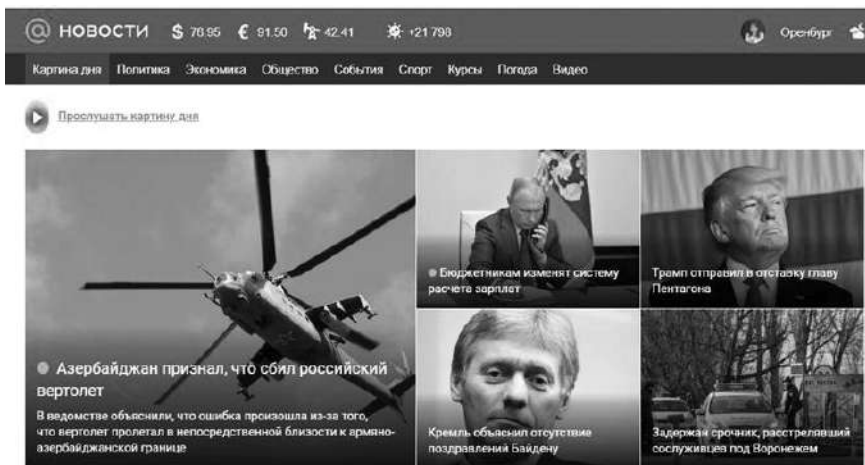 @ НОВОСТИ $ 76.95 € 91.50 42.41 +21 798 Оренбург
Картина дня Политика Экономика Общество События Спорт Курсы Погода Видео
Прослушать картину дня
Азербайджан признал, что сбил российский
вертолет
В ведомстве объяснили, что ошибка произошла из-за того,
что вертолет пролетал в непосредственной близости к армяно-
азербайджанской границе
Бюджетникам изменят систему
расчета зарплат
Трамп отправил в отставку главу
Пентагона
Кремль объяснил отсутствие
поздравлений Байдену
Задержан срочник, расстрелявший
сослуживцев под Воронежем